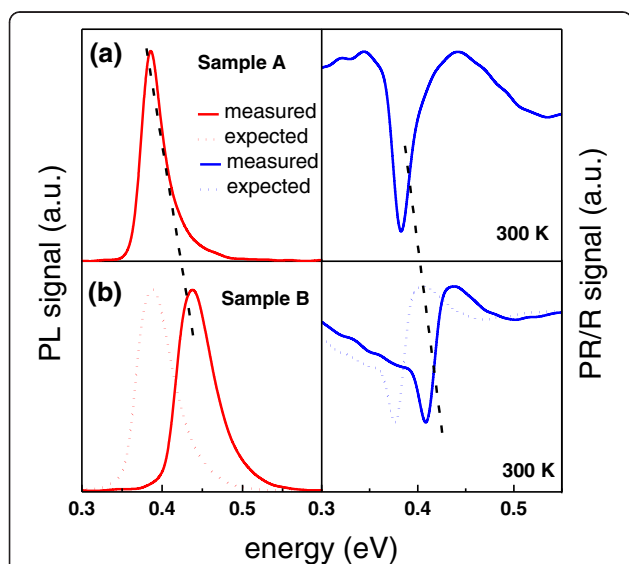 (a)
Sample A
measured
expected
measured
expected
300 K
(b)
Sample B
300 K
PL signal (a.u.)
PR/R signal (a.u.)
0.3
0.4
0.5
0.3
0.4
0.5
energy (eV)